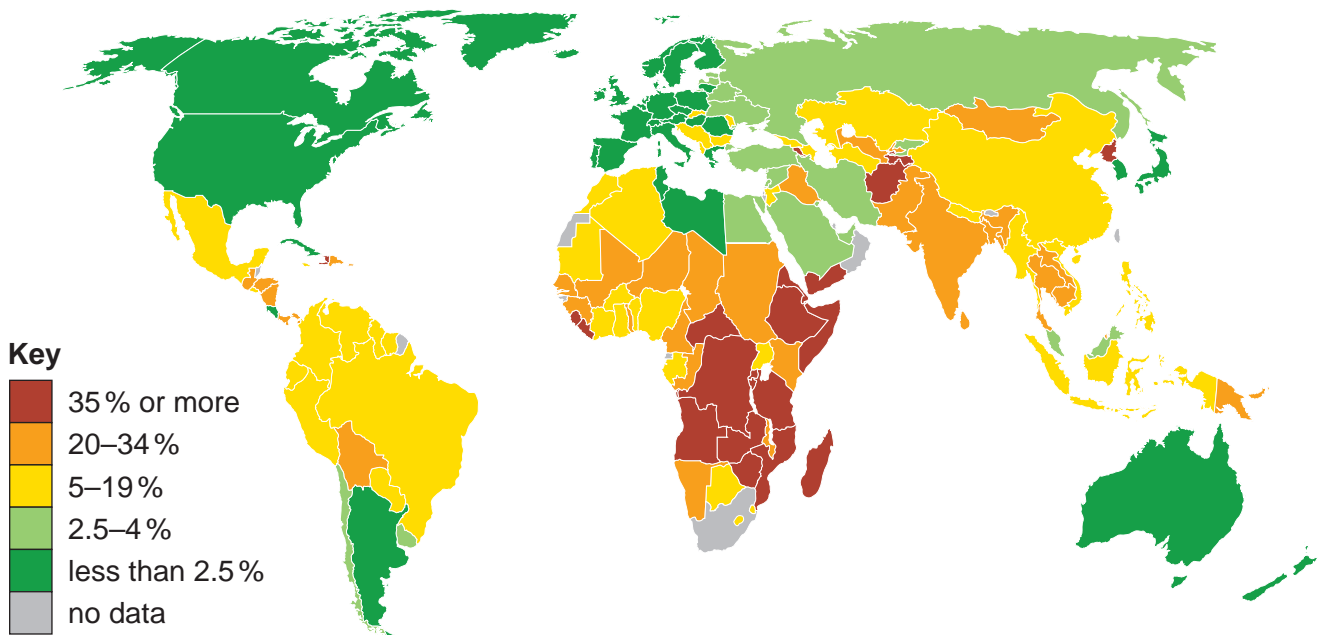 Key
35 % or more
20–34 %
5–19 %
2.5–4 %
less than 2.5 %
no data